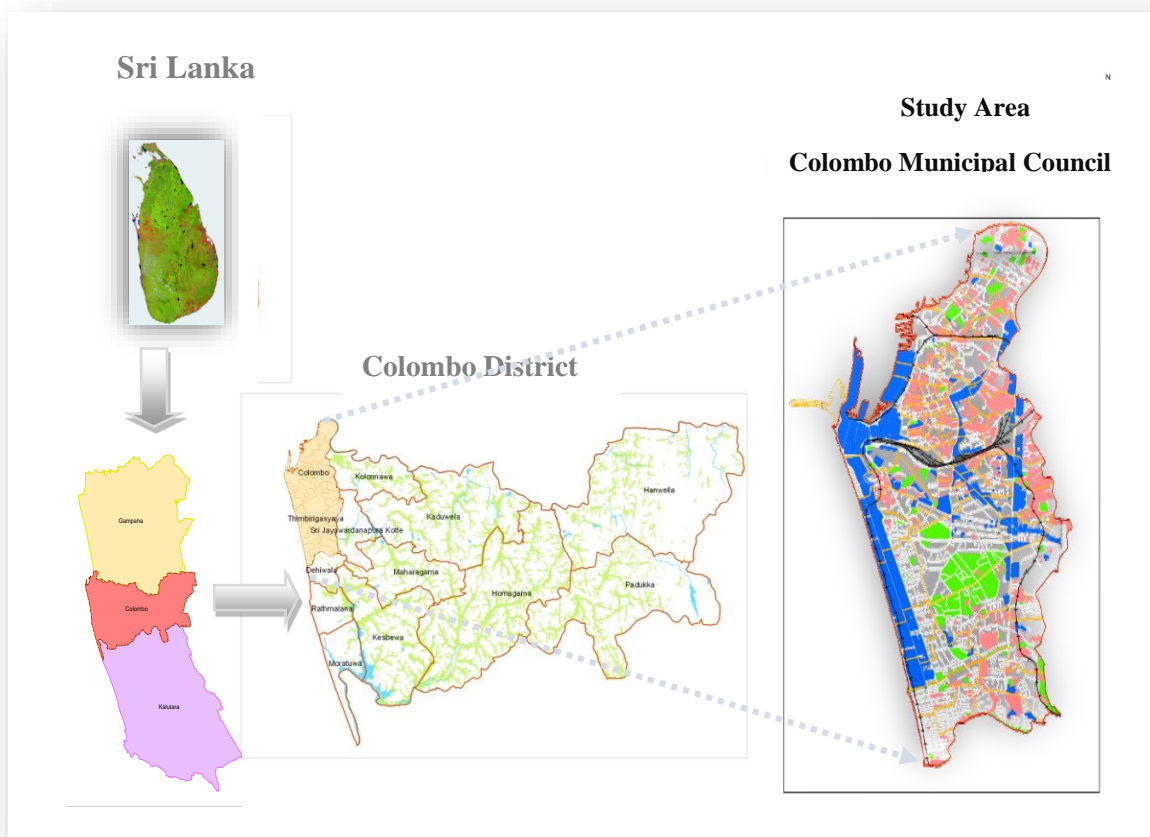 Sri Lanka
N
Study Area
Colombo Municipal Council
Colombo District
Gampaha
Colombo
Kalutara
Colombo
Kolonnawa
Hanwella
Kaduwela
Thimbirigasyaya
Sri Jayawardanapura Kotte
Dehiwala
Maharagama
Padukka
Homagama
Rathmalana
Kesbewa
Moratuwa